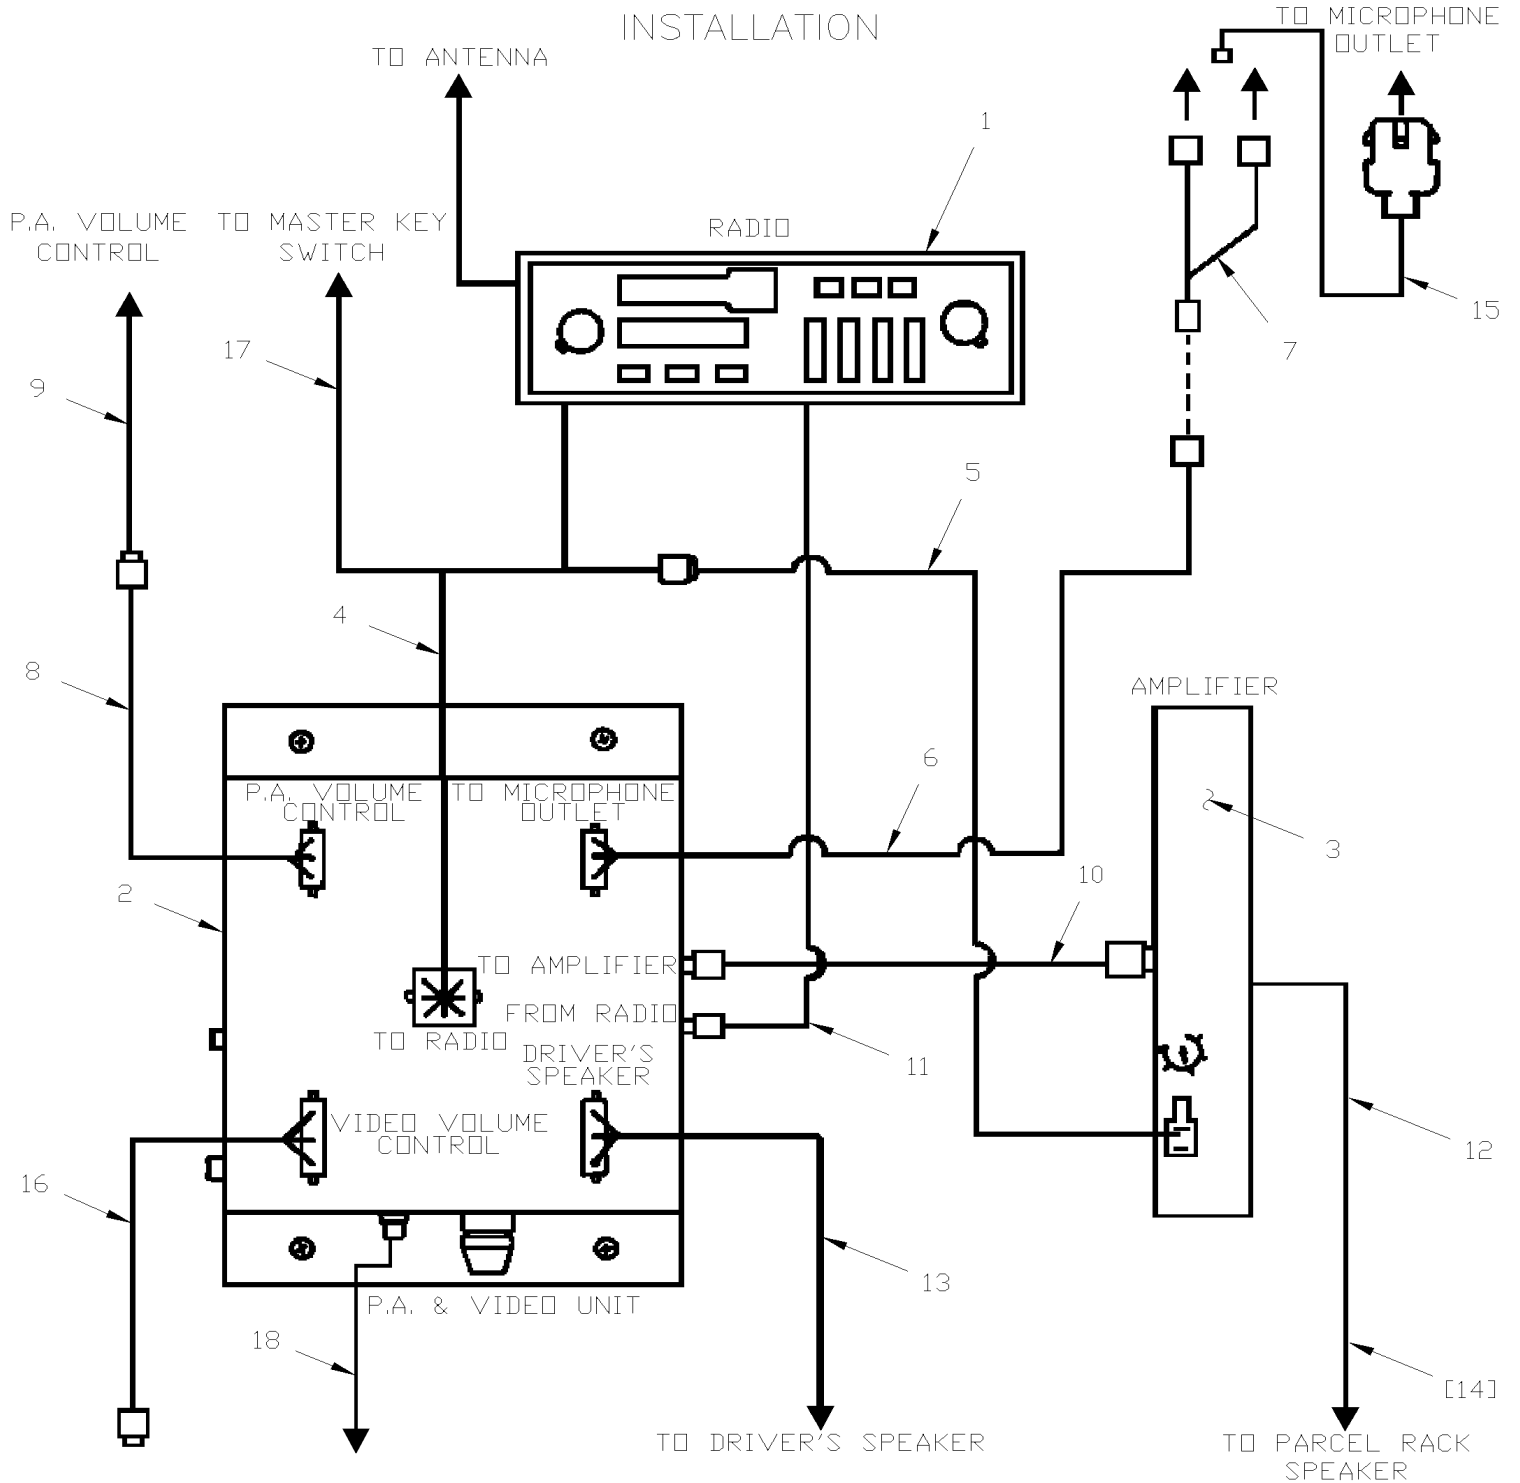 INSTALLATION
TO MICROPHONE
OUTLET
TO ANTENNA
1
P.A. VOLUME
CONTROL
TO MASTER KEY
SWITCH
RADIO
15
7
17
9
5
4
8
AMPLIFIER
6
P.A. VOLUME
CONTROL
TO MICROPHONE
OUTLET
3
10
2
TO AMPLIFIER
FROM RADIO
TO RADIO
DRIVER'S
SPEAKER
11
VIDEO VOLUME
CONTROL
12
16
13
P.A. & VIDEO UNIT
18
[14]
TO DRIVER'S SPEAKER
TO PARCEL RACK
SPEAKER